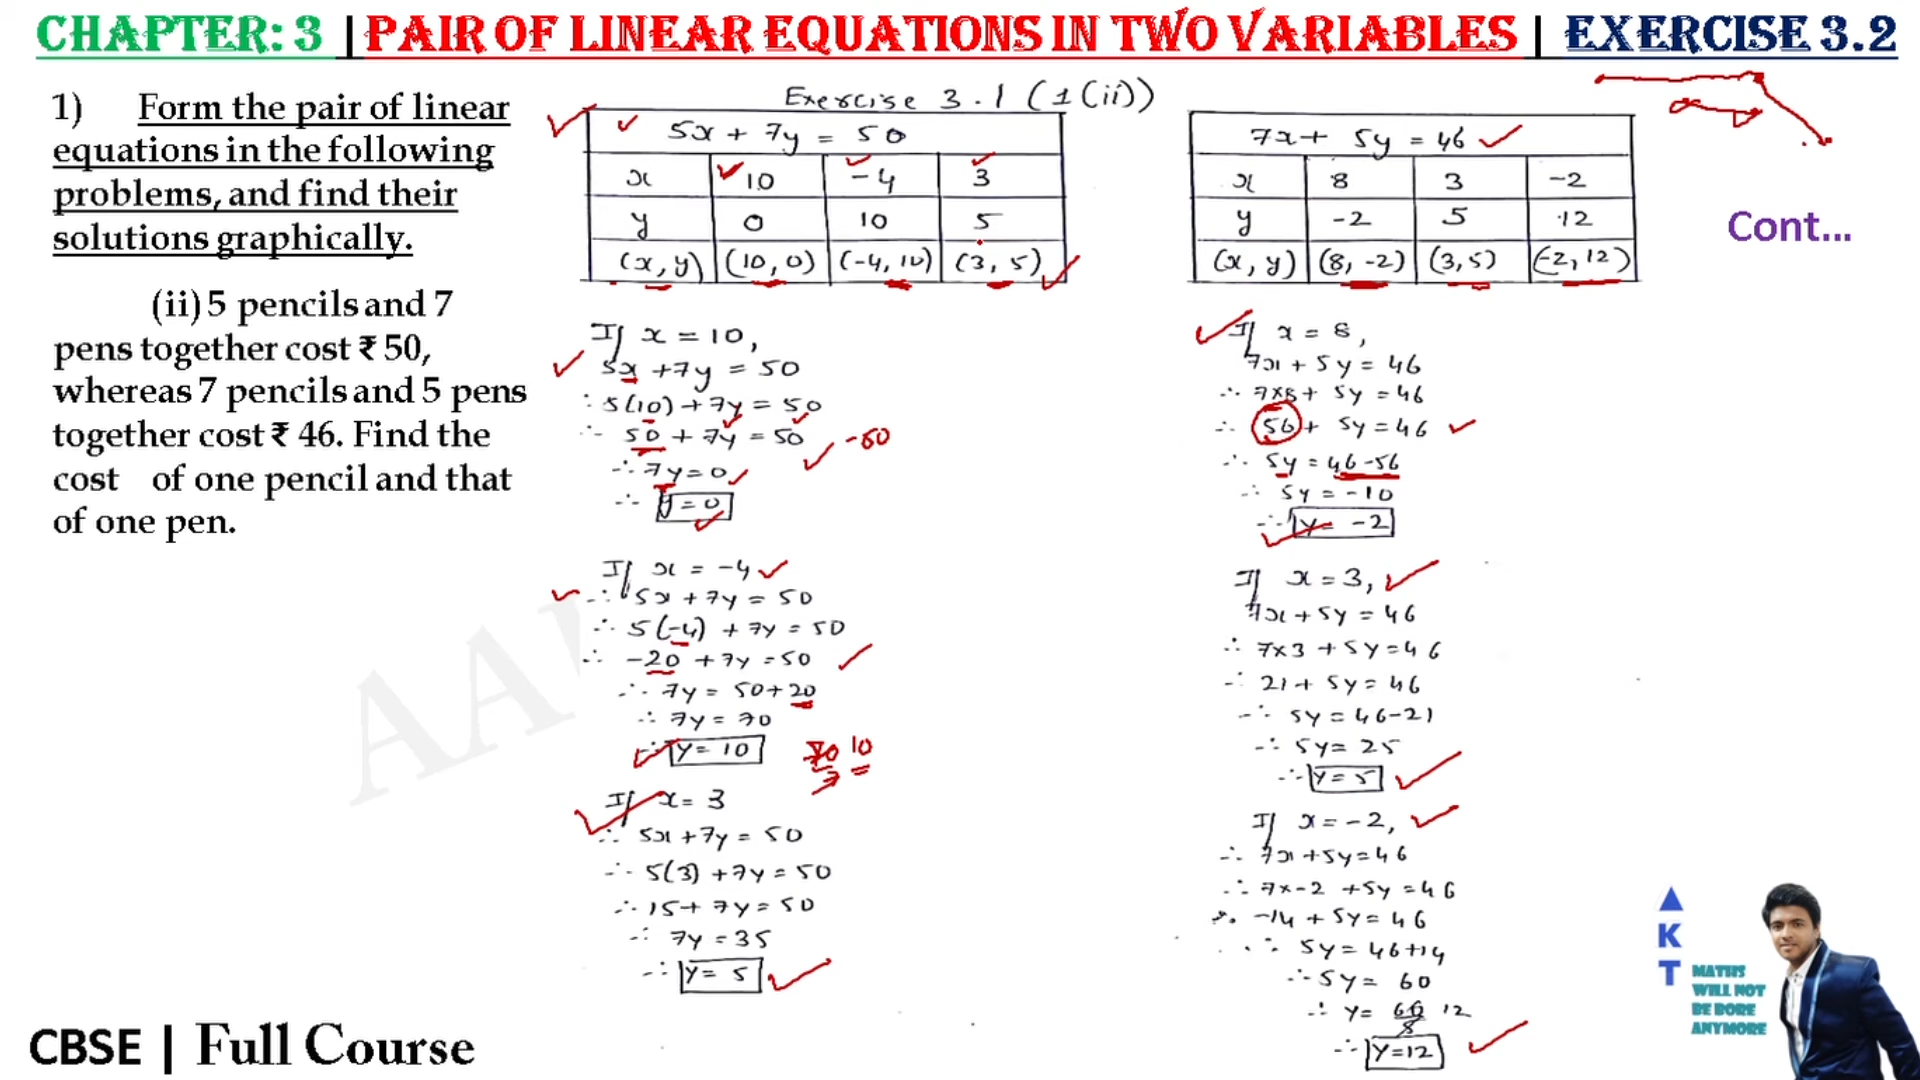 CHAPTER: 3 | PAIR OF LINEAR EQUATIONS IN TWO VARIABLES | EXERCISE 3.2
1) Form the pair of linear
equations in the following
problems, and find their
solutions graphically.
(ii) 5 pencils and 7
pens together cost ₹ 50,
whereas 7 pencils and 5 pens
together cost ₹ 46. Find the
cost of one pencil and that
of one pen.
Exercise 3.1 (1(ii))
5x + 7y = 50
x 10 -4 3
y 0 10 5
(x, y) (10, 0) (-4, 10) (3, 5)
If x = 10,
5x + 7y = 50
∴ 5(10) + 7y = 50
∴ 50 + 7y = 50
-50
∴ 7y = 0
∴ y = 0
If x = -4
∴ 5x + 7y = 50
∴ 5(-4) + 7y = 50
∴ -20 + 7y = 50
∴ 7y = 50+20
∴ 7y = 70
∴ y = 10
70 10
7
If x = 3
∴ 5x + 7y = 50
∴ 5(3) + 7y = 50
∴ 15 + 7y = 50
∴ 7y = 35
∴ y = 5
7x + 5y = 46
x 8 3 -2
y -2 5 12
(x, y) (8, -2) (3, 5) (-2, 12)
If x = 8,
7x + 5y = 46
∴ 7×8 + 5y = 46
∴ 56 + 5y = 46
∴ 5y = 46-56
∴ 5y = -10
∴ y = -2
If x = 3,
7x + 5y = 46
∴ 7×3 + 5y = 46
∴ 21 + 5y = 46
∴ 5y = 46-21
∴ 5y = 25
∴ y = 5
If x = -2,
∴ 7x + 5y = 46
∴ 7×-2 + 5y = 46
∴ -14 + 5y = 46
∴ 5y = 46+14
∴ 5y = 60
∴ y = 60 12
5
∴ y = 12
Cont...
AKT
MATHS
WILL NOT
BE BORE
ANYMORE
CBSE | Full Course